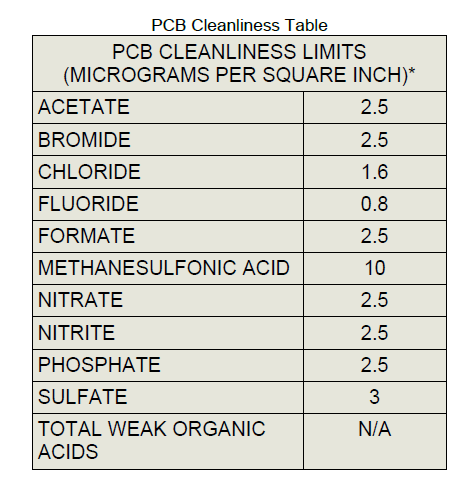 PCB Cleanliness Table
PCB CLEANLINESS LIMITS
(MICROGRAMS PER SQUARE INCH)*
ACETATE 2.5
BROMIDE 2.5
CHLORIDE 1.6
FLUORIDE 0.8
FORMATE 2.5
METHANESULFONIC ACID 10
NITRATE 2.5
NITRITE 2.5
PHOSPHATE 2.5
SULFATE 3
TOTAL WEAK ORGANIC N/A
ACIDS